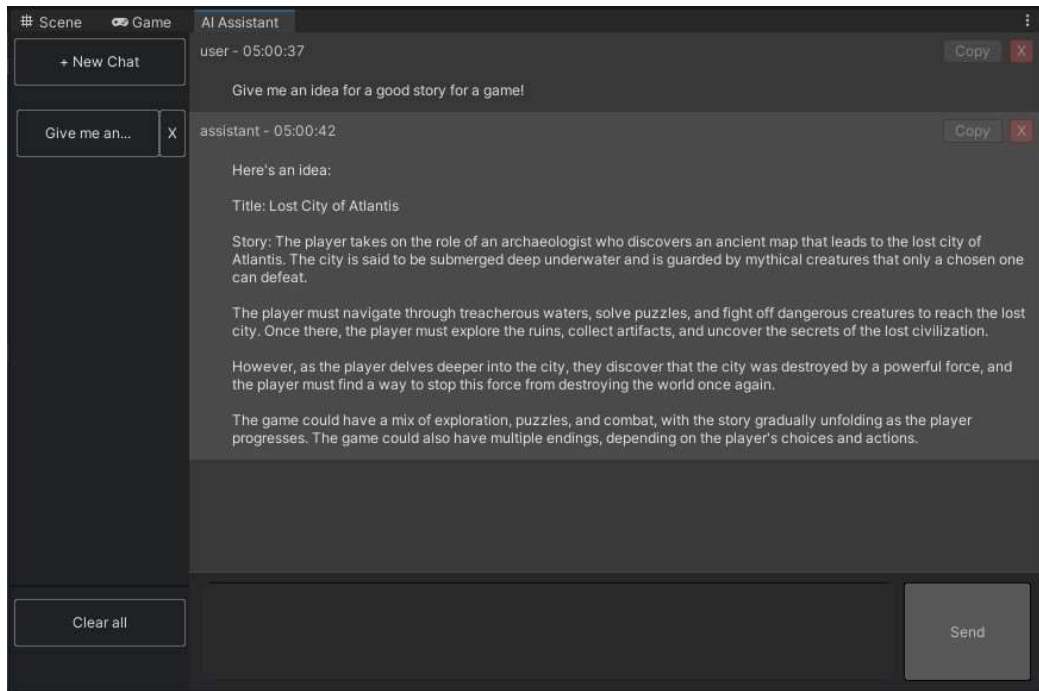 Scene
Game
AI Assistant
+ New Chat
Give me an...
X
Clear all
user - 05:00:37
Copy
X
Give me an idea for a good story for a game!
assistant - 05:00:42
Copy
X
Here's an idea:
Title: Lost City of Atlantis
Story: The player takes on the role of an archaeologist who discovers an ancient map that leads to the lost city of
Atlantis. The city is said to be submerged deep underwater and is guarded by mythical creatures that only a chosen one
can defeat.
The player must navigate through treacherous waters, solve puzzles, and fight off dangerous creatures to reach the lost
city. Once there, the player must explore the ruins, collect artifacts, and uncover the secrets of the lost civilization.
However, as the player delves deeper into the city, they discover that the city was destroyed by a powerful force, and
the player must find a way to stop this force from destroying the world once again.
The game could have a mix of exploration, puzzles, and combat, with the story gradually unfolding as the player
progresses. The game could also have multiple endings, depending on the player's choices and actions.
Send